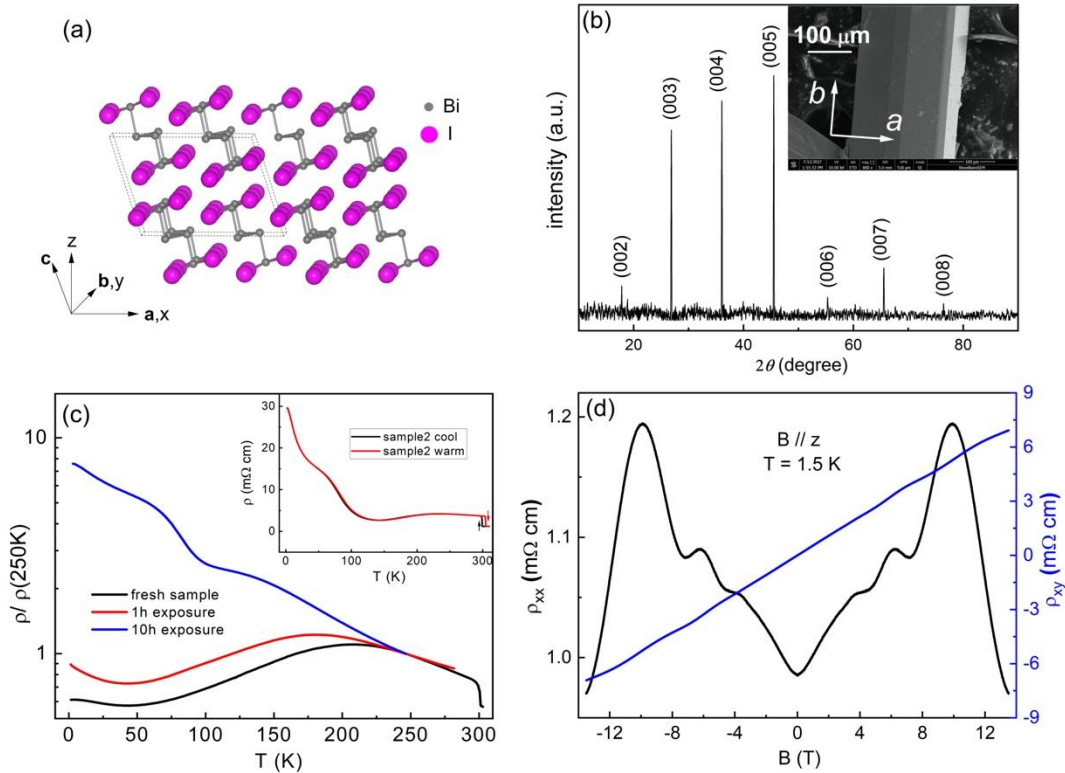 (a)
Bi
I
c
z
b,y
a,x
(b)
100 μm
b
a
intensity (a.u.)
(002)
(003)
(004)
(005)
(006)
(007)
(008)
20
40
60
80
2θ (degree)
(c)
10
1
ρ/ ρ(250K)
fresh sample
1h exposure
10h exposure
0
50
100
150
200
250
300
T (K)
30
20
10
0
ρ (mΩ cm)
sample2 cool
sample2 warm
0
100
200
300
T (K)
(d)
B // z
T = 1.5 K
1.2
1.1
1.0
ρxx (mΩ cm)
9
6
3
0
-3
-6
-9
ρxy (mΩ cm)
-12
-8
-4
0
4
8
12
B (T)